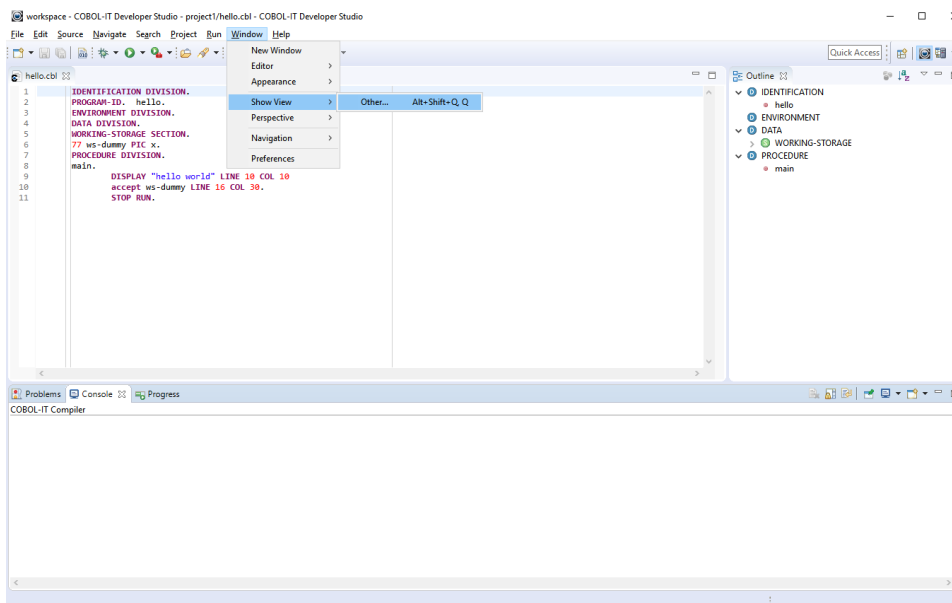 workspace - COBOL-IT Developer Studio - project1/hello.cbl - COBOL-IT Developer Studio
File Edit Source Navigate Search Project Run Window Help
Quick Access
New Window
Editor
Appearance
Show View
Other... Alt+Shift+Q, Q
Perspective
Navigation
Preferences
hello.cbl
1 IDENTIFICATION DIVISION.
2 PROGRAM-ID. hello.
3 ENVIRONMENT DIVISION.
4 DATA DIVISION.
5 WORKING-STORAGE SECTION.
6 77 ws-dummy PIC x.
7 PROCEDURE DIVISION.
8 main.
9 DISPLAY "hello world" LINE 10 COL 10
10 accept ws-dummy LINE 16 COL 30.
11 STOP RUN.
Outline
IDENTIFICATION
hello
ENVIRONMENT
DATA
WORKING-STORAGE
PROCEDURE
main
Problems Console Progress
COBOL-IT Compiler